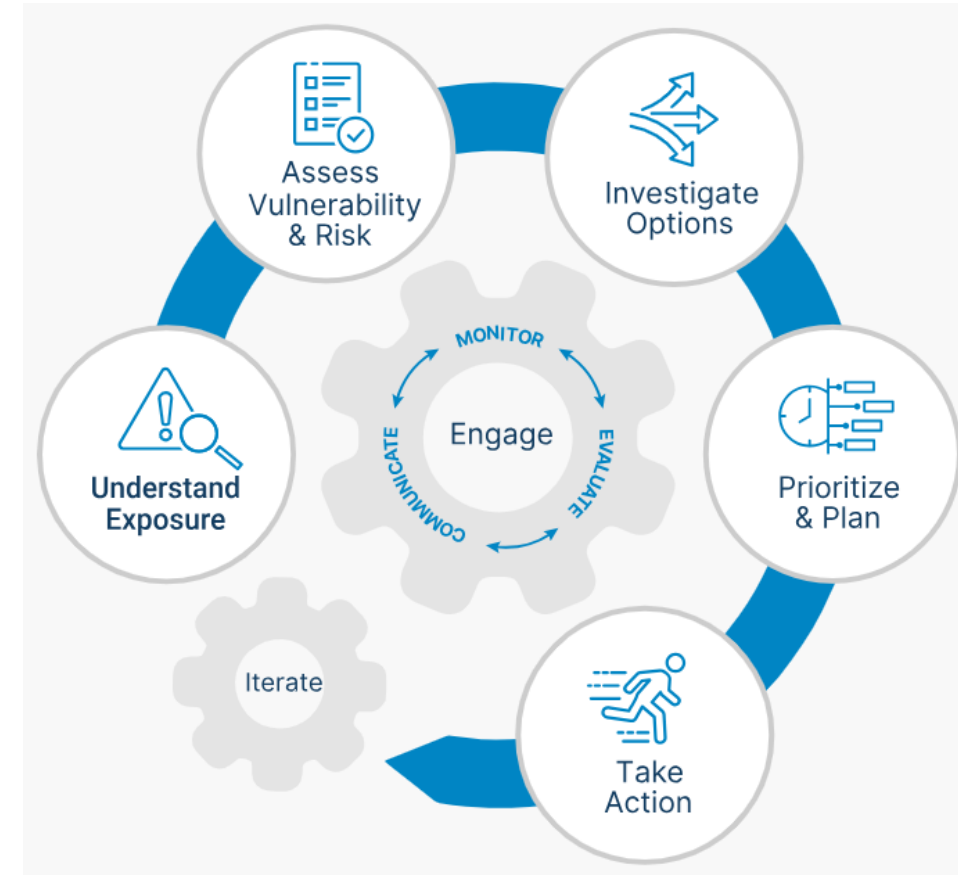 Assess
Vulnerability
& Risk
Investigate
Options
MONITOR
Engage
EVALUATE
COMMUNICATE
Understand
Exposure
Prioritize
& Plan
Iterate
Take
Action